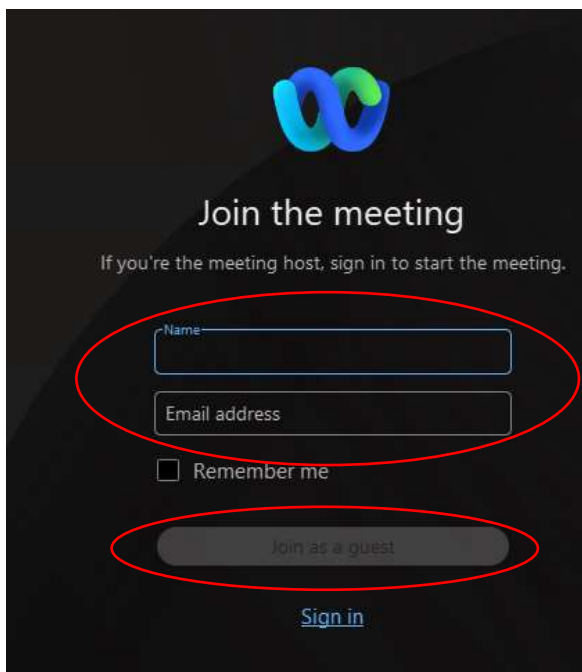 Join the meeting
If you're the meeting host, sign in to start the meeting.
Name
Email address
Remember me
Join as a guest
Sign in